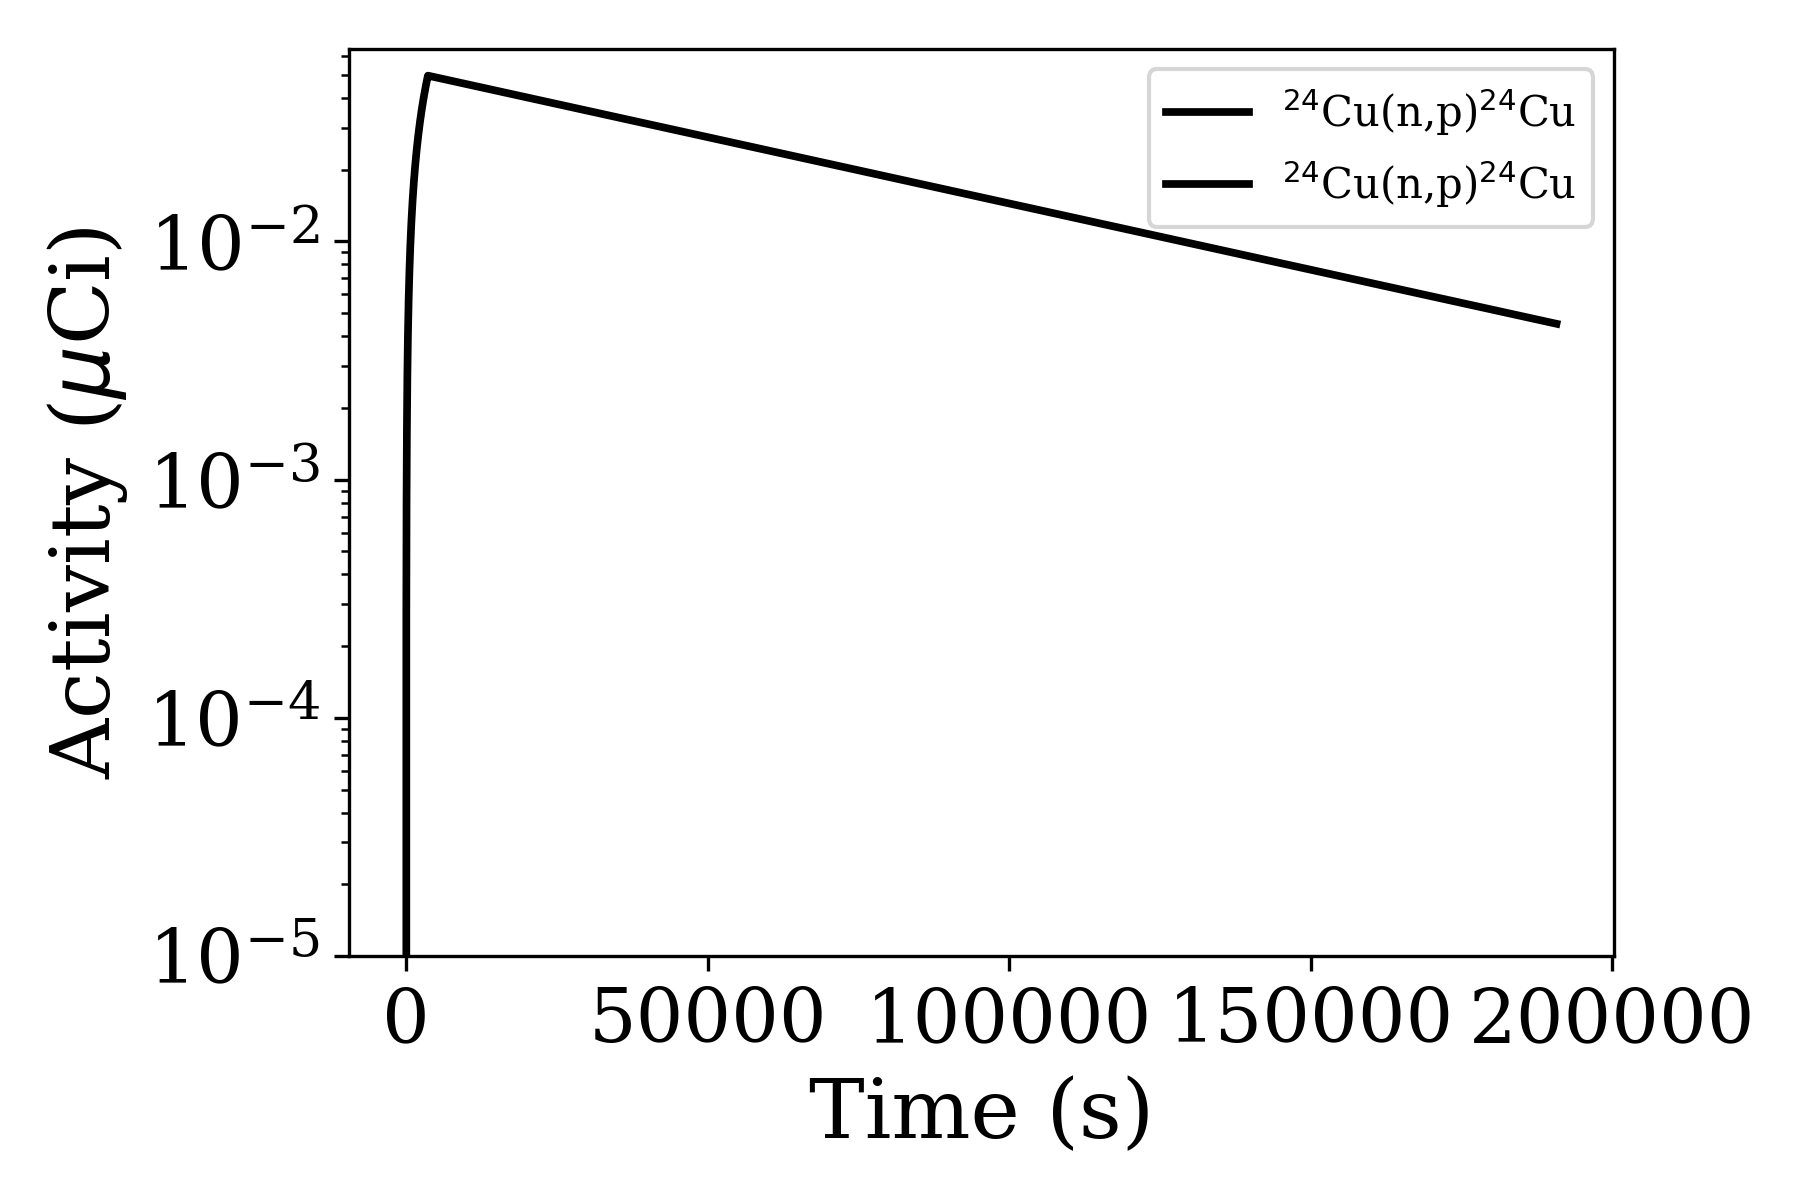 ²⁴Cu(n,p)²⁴Cu
²⁴Cu(n,p)²⁴Cu
Activity (μCi)
10⁻²
10⁻³
10⁻⁴
10⁻⁵
0 50000 100000 150000 200000
Time (s)